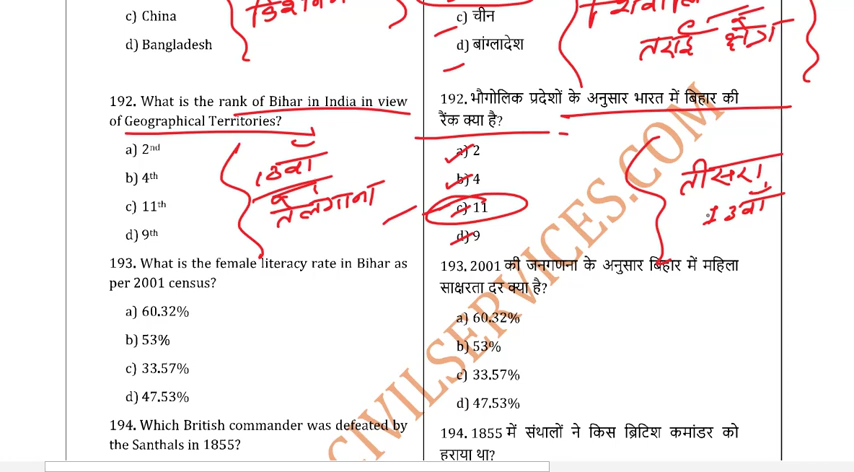 c) China
d) Bangladesh
192. What is the rank of Bihar in India in view
of Geographical Territories?
a) 2nd
b) 4th
c) 11th
d) 9th
13वाँ
तेलंगाना
193. What is the female literacy rate in Bihar as
per 2001 census?
a) 60.32%
b) 53%
c) 33.57%
d) 47.53%
194. Which British commander was defeated by
the Santhals in 1855?
c) चीन
d) बांग्लादेश
तराई क्षेत्र
192. भौगोलिक प्रदेशों के अनुसार भारत में बिहार की
रैंक क्या है?
a) 2
b) 4
c) 11
d) 9
तीसरा
13वाँ
193. 2001 की जनगणना के अनुसार बिहार में महिला
साक्षरता दर क्या है?
a) 60.32%
b) 53%
c) 33.57%
d) 47.53%
194. 1855 में संथालों ने किस ब्रिटिश कमांडर को
हराया था?
CIVILSERVICES.COM